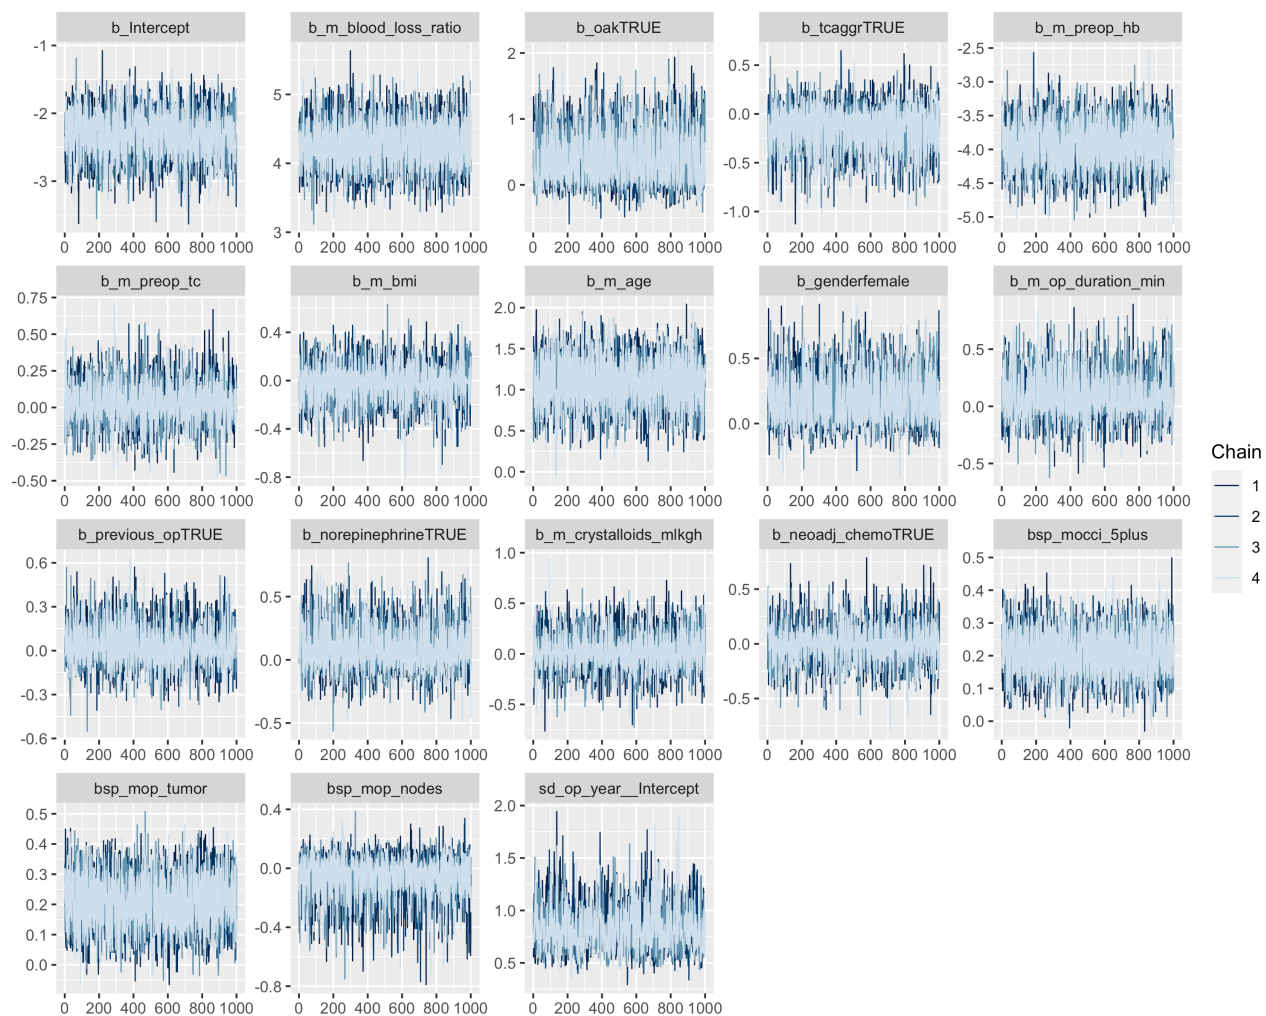 b_Intercept b_m_blood_loss_ratio b_oakTRUE b_tcaggrTRUE b_m_preop_hb
-1 -2 -3
5 4 3
2 1 0
0.5 0.0 -0.5 -1.0
-2.5 -3.0 -3.5 -4.0 -4.5 -5.0
0 200 400 600 800 1000 0 200 400 600 800 1000 0 200 400 600 800 1000 0 200 400 600 800 1000 0 200 400 600 800 1000
b_m_preop_tc b_m_bmi b_m_age b_genderfemale b_m_op_duration_min
0.75 0.50 0.25 0.00 -0.25 -0.50
0.4 0.0 -0.4 -0.8
2.0 1.5 1.0 0.5 0.0
0.5 0.0
0.5 0.0 -0.5
0 200 400 600 800 1000 0 200 400 600 800 1000 0 200 400 600 800 1000 0 200 400 600 800 1000 0 200 400 600 800 1000
b_previous_opTRUE b_norepinephrineTRUE b_m_crystalloids_mlkgh b_neoadj_chemoTRUE bsp_mocci_5plus
0.6 0.3 0.0 -0.3 -0.6
0.5 0.0 -0.5
1.0 0.5 0.0 -0.5
0.5 0.0 -0.5
0.5 0.4 0.3 0.2 0.1 0.0
0 200 400 600 800 1000 0 200 400 600 800 1000 0 200 400 600 800 1000 0 200 400 600 800 1000 0 200 400 600 800 1000
bsp_mop_tumor bsp_mop_nodes sd_op_year__Intercept
0.5 0.4 0.3 0.2 0.1 0.0
0.4 0.0 -0.4 -0.8
2.0 1.5 1.0 0.5
0 200 400 600 800 1000 0 200 400 600 800 1000 0 200 400 600 800 1000
Chain
1
2
3
4